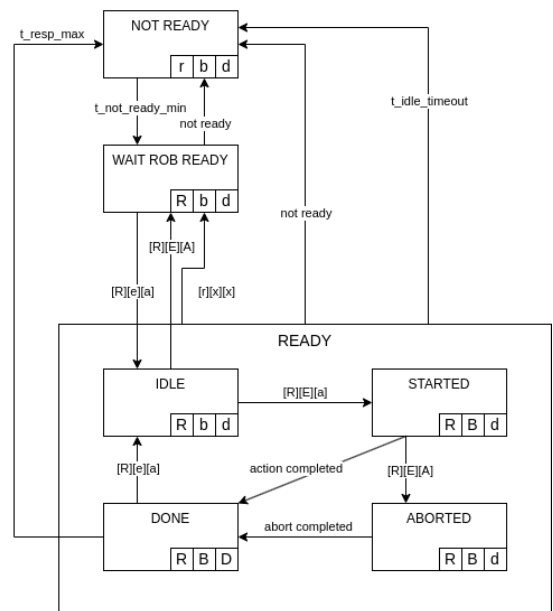 NOT READY
t_resp_max
r b d
t_not_ready_min
t_idle_timeout
not ready
WAIT ROB READY
R b d
not ready
[R][E][A]
[R][e][a]
[r][x][x]
READY
IDLE
STARTED
[R][E][a]
R b d
R B d
[R][e][a]
action completed
[R][E][A]
DONE
ABORTED
abort completed
R B D
R B d